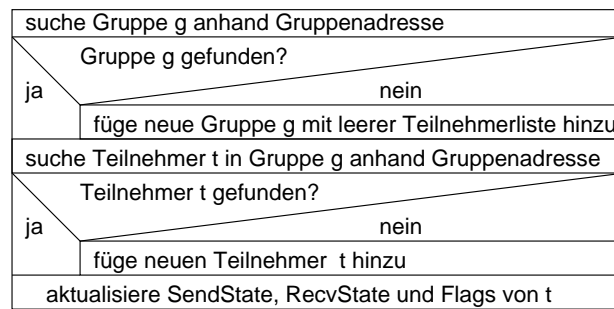 suche Gruppe g anhand Gruppenadresse
Gruppe g gefunden?
ja
nein
füge neue Gruppe g mit leerer Teilnehmerliste hinzu
suche Teilnehmer t in Gruppe g anhand Gruppenadresse
Teilnehmer t gefunden?
ja
nein
füge neuen Teilnehmer t hinzu
aktualisiere SendState, RecvState und Flags von t